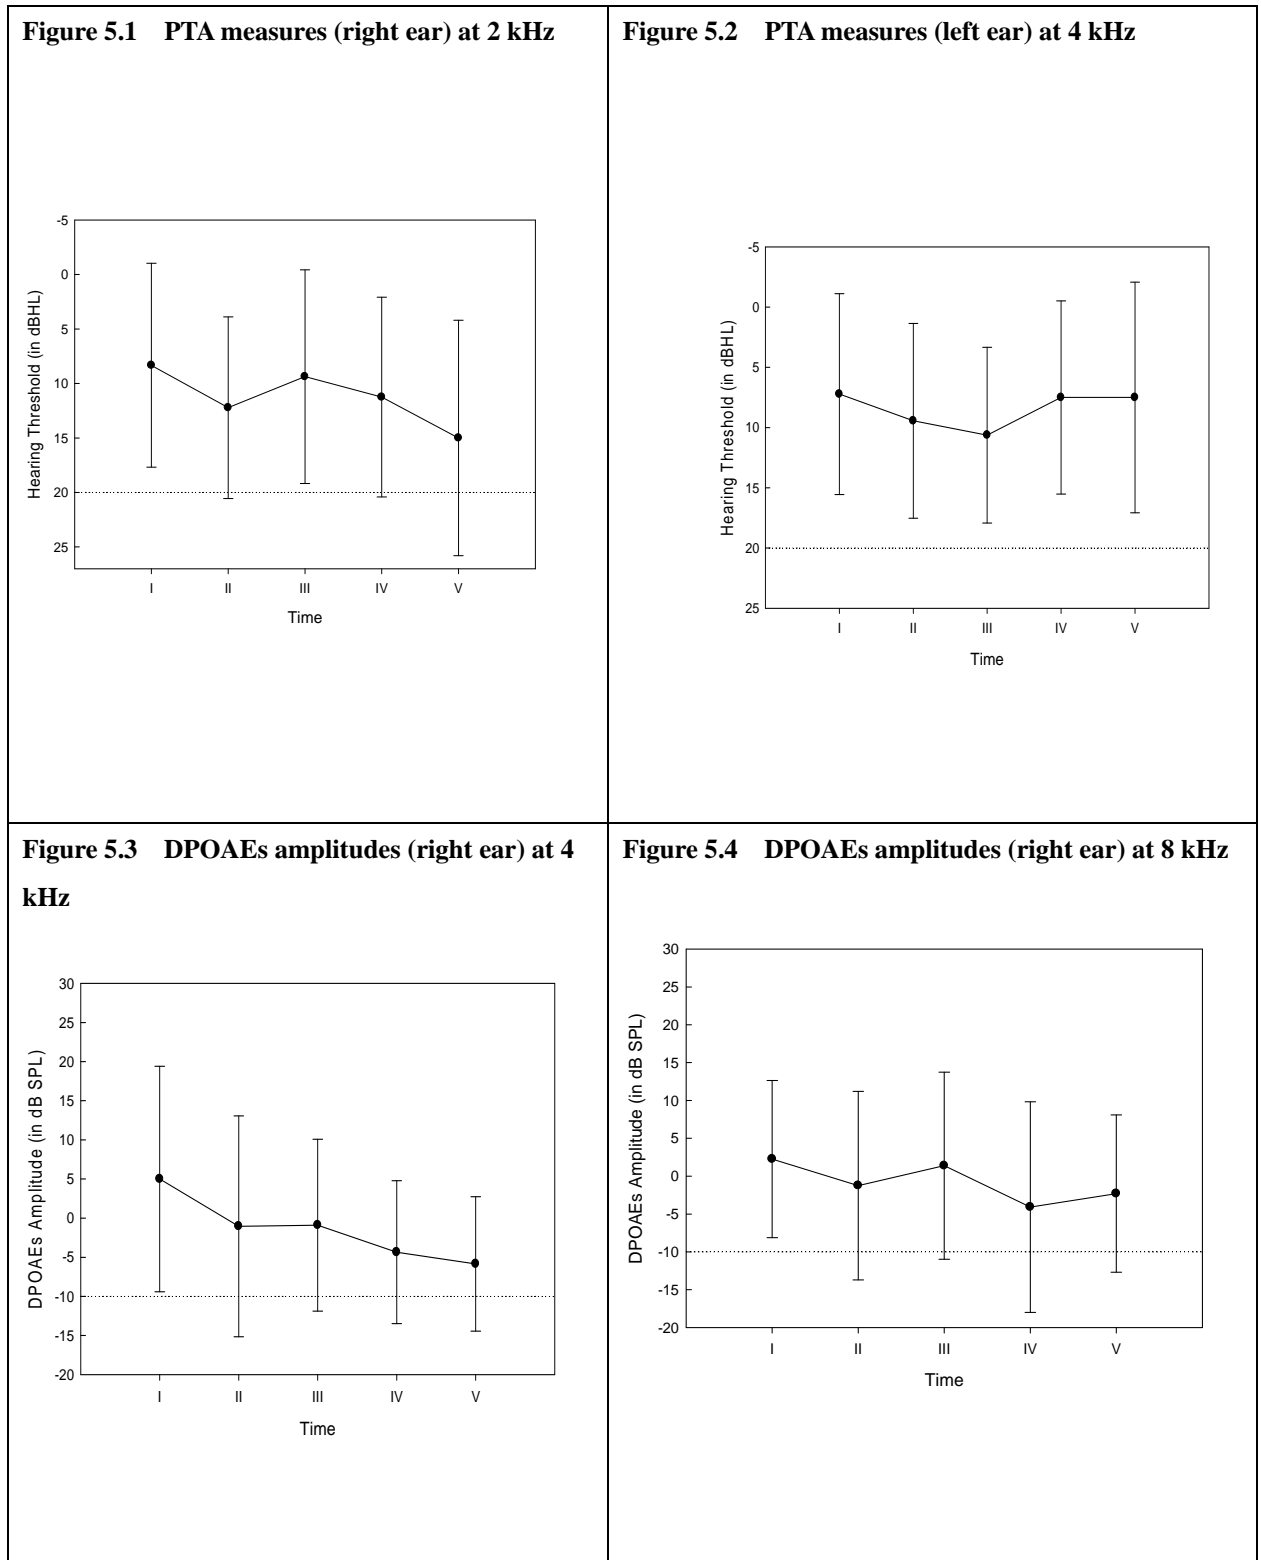 Figure 5.1 PTA measures (right ear) at 2 kHz
-5
0
5
10
15
20
25
Hearing Threshold (in dBHL)
I II III IV V
Time
Figure 5.2 PTA measures (left ear) at 4 kHz
-5
0
5
10
15
20
25
Hearing Threshold (in dBHL)
I II III IV V
Time
Figure 5.3 DPOAEs amplitudes (right ear) at 4
kHz
30
25
20
15
10
5
0
-5
-10
-15
-20
DPOAEs Amplitude (in dB SPL)
I II III IV V
Time
Figure 5.4 DPOAEs amplitudes (right ear) at 8 kHz
30
25
20
15
10
5
0
-5
-10
-15
-20
DPOAEs Amplitude (in dB SPL)
I II III IV V
Time